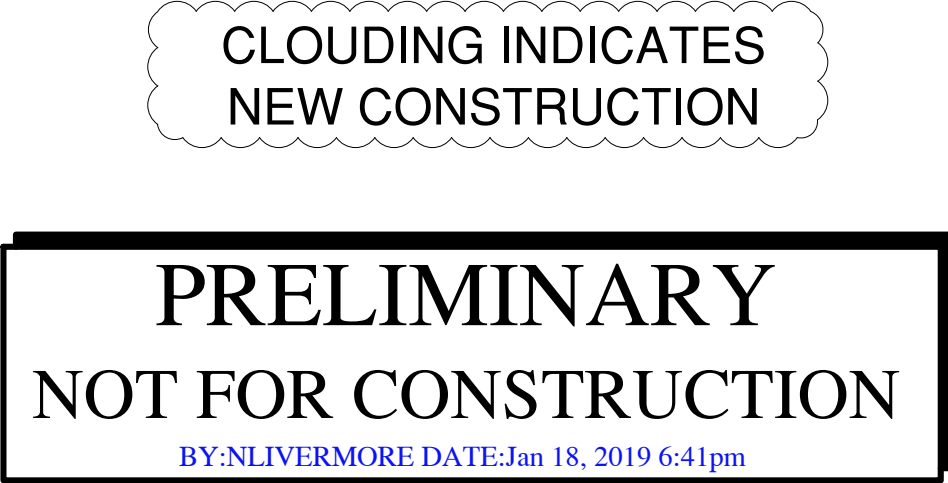 CLOUDING INDICATES
NEW CONSTRUCTION
PRELIMINARY
NOT FOR CONSTRUCTION
BY:NLIVERMORE DATE:Jan 18, 2019 6:41pm